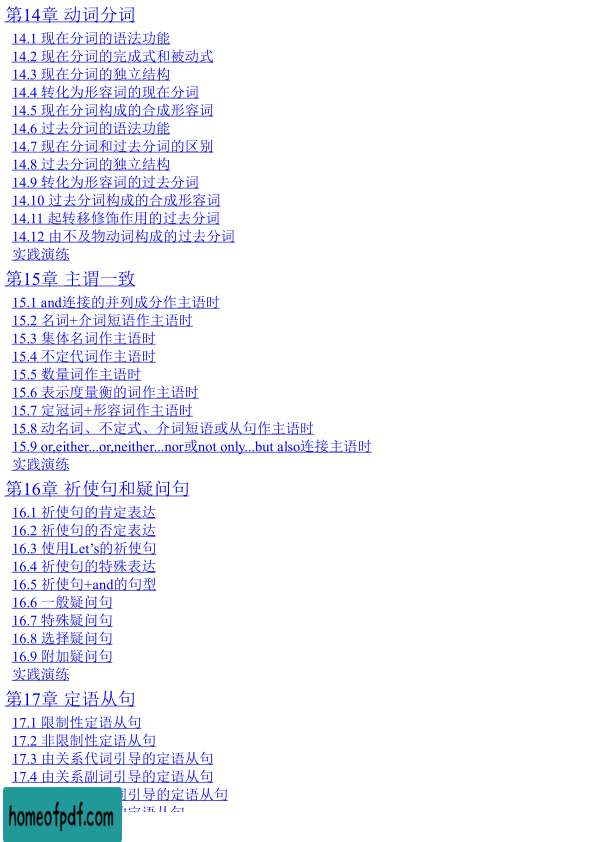 第14章 动词分词
14.1 现在分词的语法功能
14.2 现在分词的完成式和被动式
14.3 现在分词的独立结构
14.4 转化为形容词的现在分词
14.5 现在分词构成的合成形容词
14.6 过去分词的语法功能
14.7 现在分词和过去分词的区别
14.8 过去分词的独立结构
14.9 转化为形容词的过去分词
14.10 过去分词构成的合成形容词
14.11 起转移修饰作用的过去分词
14.12 由不及物动词构成的过去分词
实践演练
第15章 主谓一致
15.1 and连接的并列成分作主语时
15.2 名词+介词短语作主语时
15.3 集体名词作主语时
15.4 不定代词作主语时
15.5 数量词作主语时
15.6 表示度量衡的词作主语时
15.7 定冠词+形容词作主语时
15.8 动名词、不定式、介词短语或从句作主语时
15.9 or,either...or,neither...nor或not only...but also连接主语时
实践演练
第16章 祈使句和疑问句
16.1 祈使句的肯定表达
16.2 祈使句的否定表达
16.3 使用Let’s的祈使句
16.4 祈使句的特殊表达
16.5 祈使句+and的句型
16.6 一般疑问句
16.7 特殊疑问句
16.8 选择疑问句
16.9 附加疑问句
实践演练
第17章 定语从句
17.1 限制性定语从句
17.2 非限制性定语从句
17.3 由关系代词引导的定语从句
17.4 由关系副词引导的定语从句
引导的定语从句
定语从句
homeofpdf.com